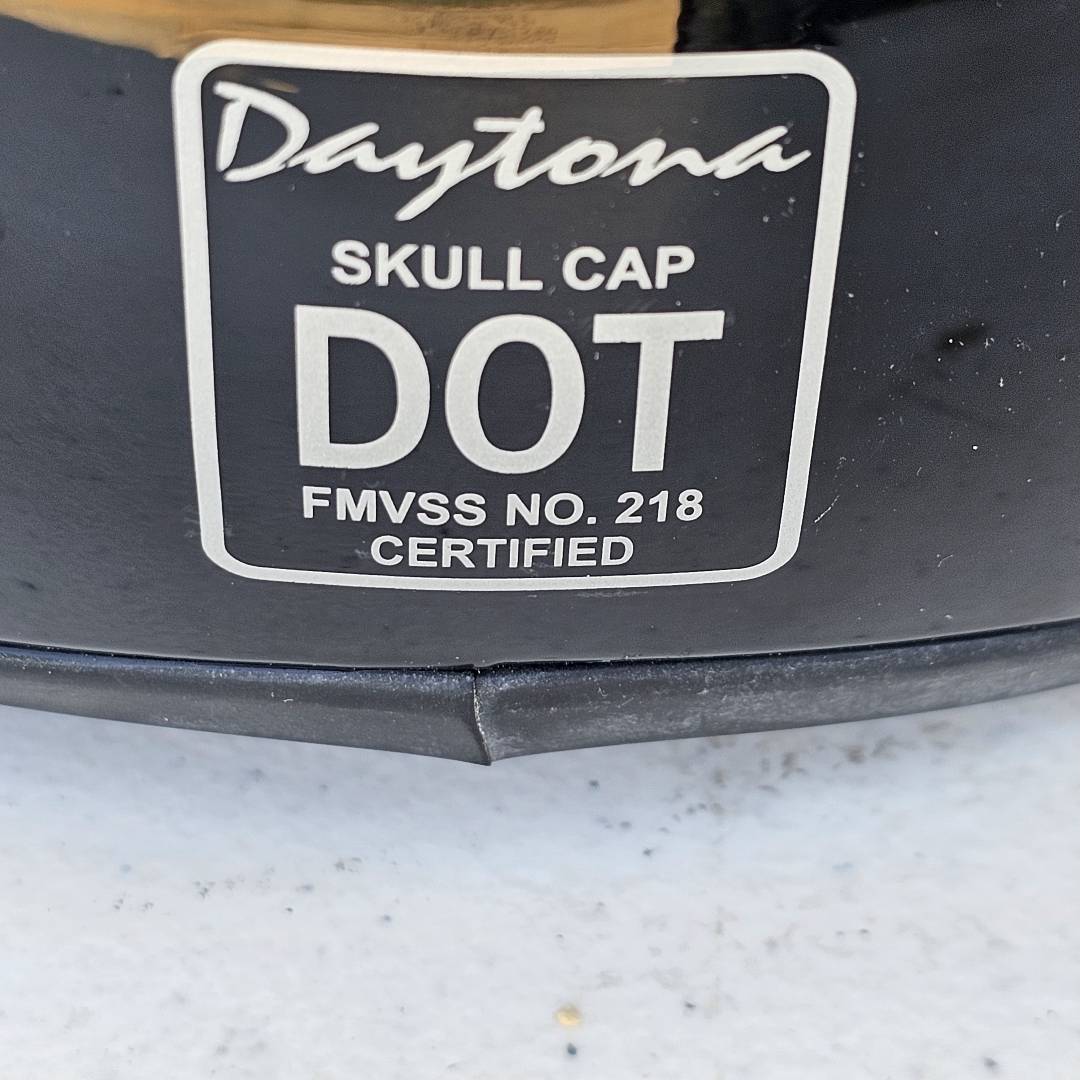 Daytona
SKULL CAP
DOT
FMVSS NO. 218
CERTIFIED